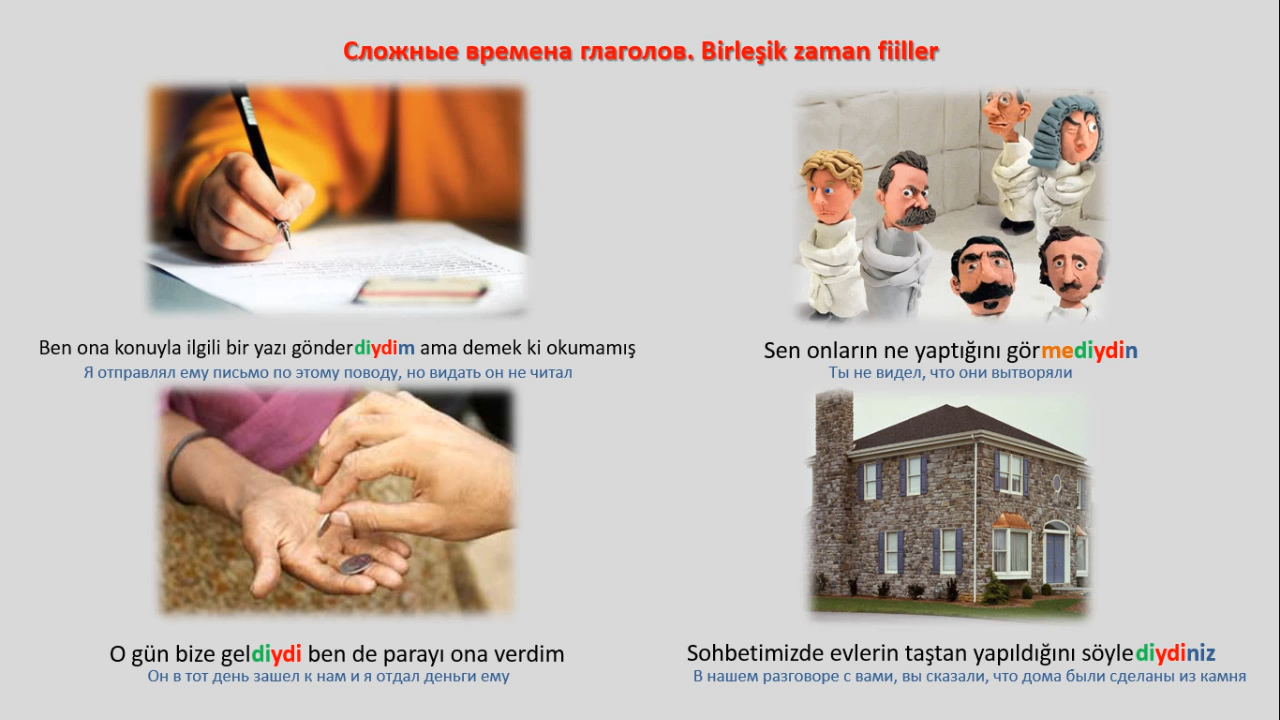 Сложные времена глаголов. Birleşik zaman fiiller
Ben ona konuyla ilgili bir yazı gönderdiydim ama demek ki okumamış
Я отправлял ему письмо по этому поводу, но видать он не читал
Sen onların ne yaptığını görmediydin
Ты не видел, что они вытворяли
O gün bize geldiydi ben de parayı ona verdim
Он в тот день зашел к нам и я отдал деньги ему
Sohbetimizde evlerin taştan yapıldığını söylediydiniz
В нашем разговоре с вами, вы сказали, что дома были сделаны из камня